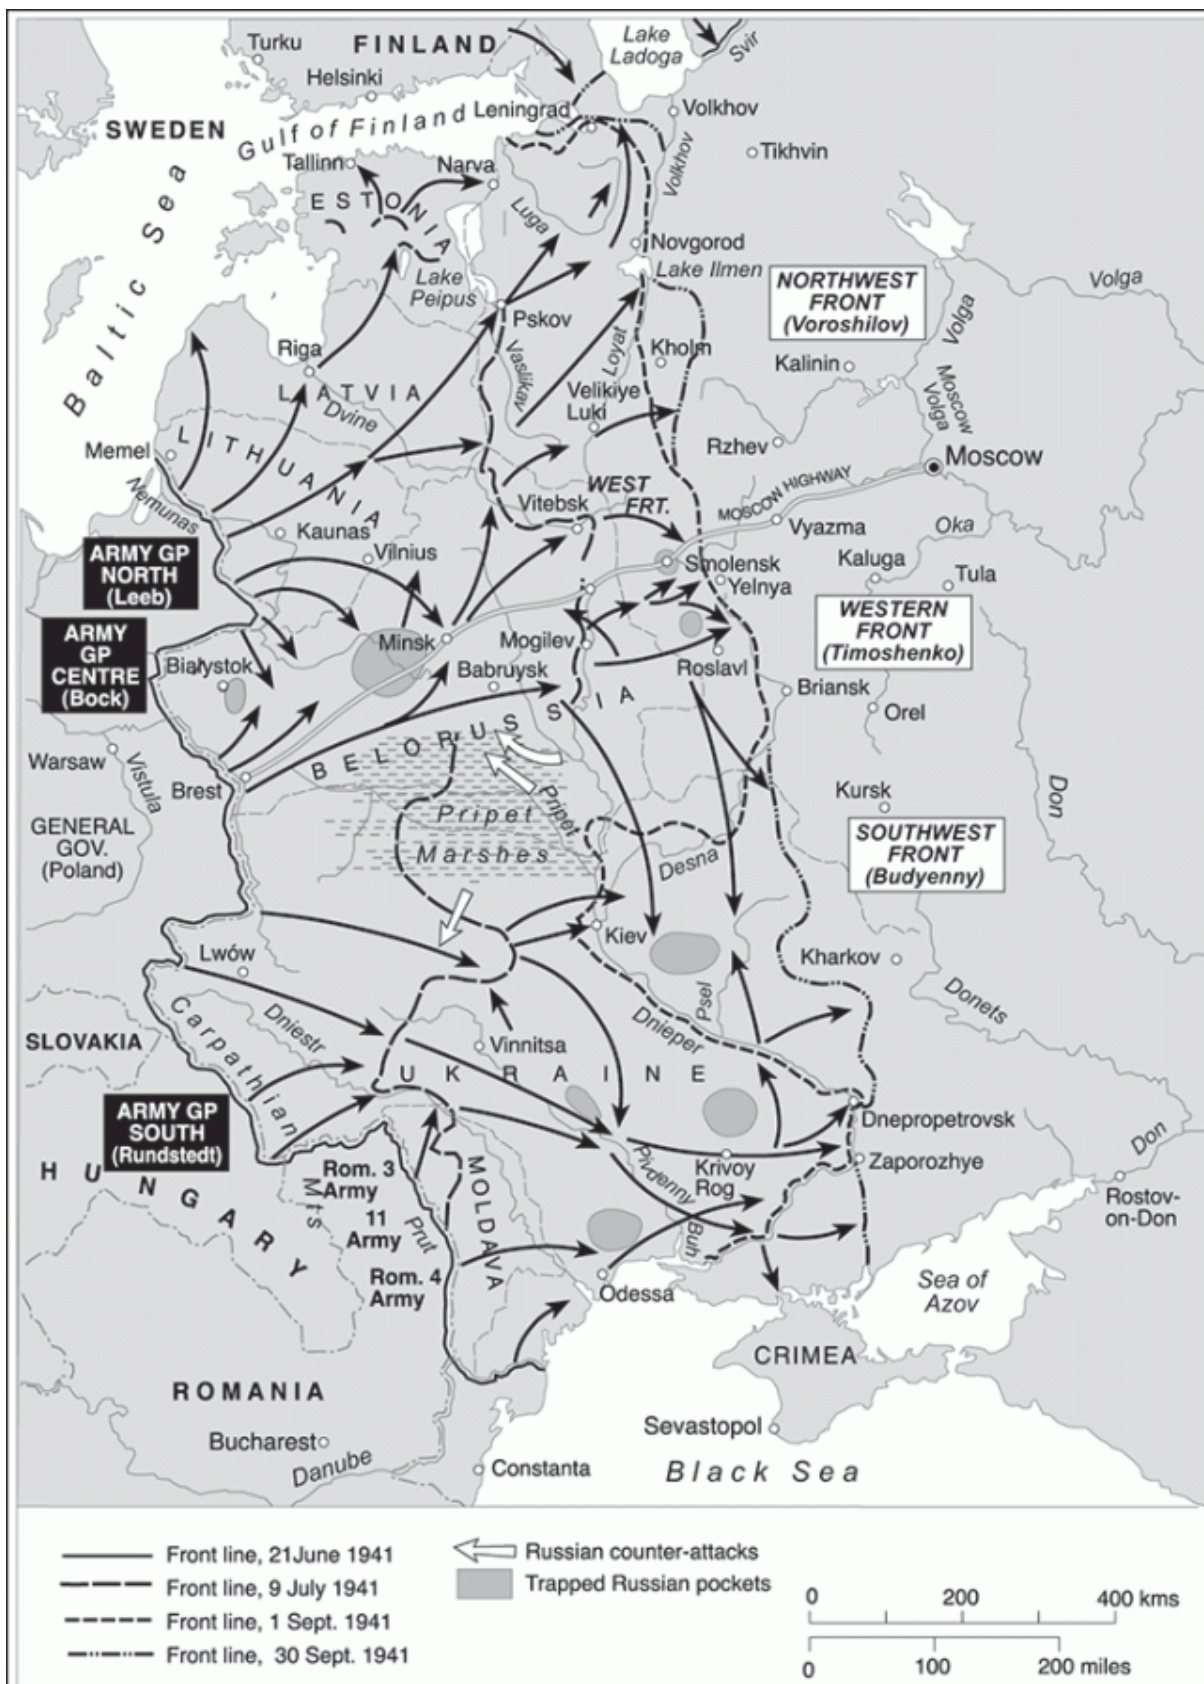 Turku
FINLAND
Lake
Ladoga
Svir
Helsinki
Leningrad
Volkhov
SWEDEN
Gulf of Finland
Tikhvin
Tallinn
Narva
Volkhov
Baltic Sea
ESTONIA
Luga
Novgorod
Lake Ilmen
Lake
Peipus
NORTHWEST
FRONT
(Voroshilov)
Volga
Volga
Pskov
Riga
Vaslikav
Loyat
Kholm
Kalinin
Moscow
Volga
LATVIA
Dvine
Velikiye
Luki
Memel
LITHUANIA
Rzhev
Moscow
Nemunas
WEST
FRT.
MOSCOW HIGHWAY
Vitebsk
Vyazma
Oka
Kaunas
Vilnius
ARMY GP
NORTH
(Leeb)
Smolensk
Yelnya
Kaluga
Tula
WESTERN
FRONT
(Timoshenko)
ARMY
GP
CENTRE
(Bock)
Minsk
Mogilev
Białystok
Babruysk
Roslavl
Briansk
Orel
BELORUSSIA
Warsaw
Vistula
Brest
Pripet
Kursk
Don
GENERAL
GOV.
(Poland)
Pripet
Marshes
Desna
SOUTHWEST
FRONT
(Budyenny)
Lwów
Kiev
Kharkov
Donets
Carpathian
Dniestr
Psel
Dnieper
SLOVAKIA
Vinnitsa
UKRAINE
ARMY GP
SOUTH
(Rundstedt)
Dnepropetrovsk
Don
HUNGARY
Mts
Rom. 3
Army
MOLDAVA
Pivdenny
Buh
Krivoy
Rog
Zaporozhye
Rostov-
on-Don
11
Army
Prut
Rom. 4
Army
Odessa
Sea of
Azov
CRIMEA
ROMANIA
Bucharest
Danube
Constanta
Sevastopol
Black Sea
Front line, 21June 1941
Front line, 9 July 1941
Front line, 1 Sept. 1941
Front line, 30 Sept. 1941
Russian counter-attacks
Trapped Russian pockets
0 200 400 kms
0 100 200 miles